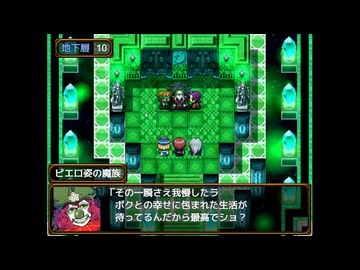 地下層 10
ピエロ姿の魔族
「その一瞬さえ我慢したラ
ボクとの幸せに包まれた生活が
待ってるんだから最高でショ？